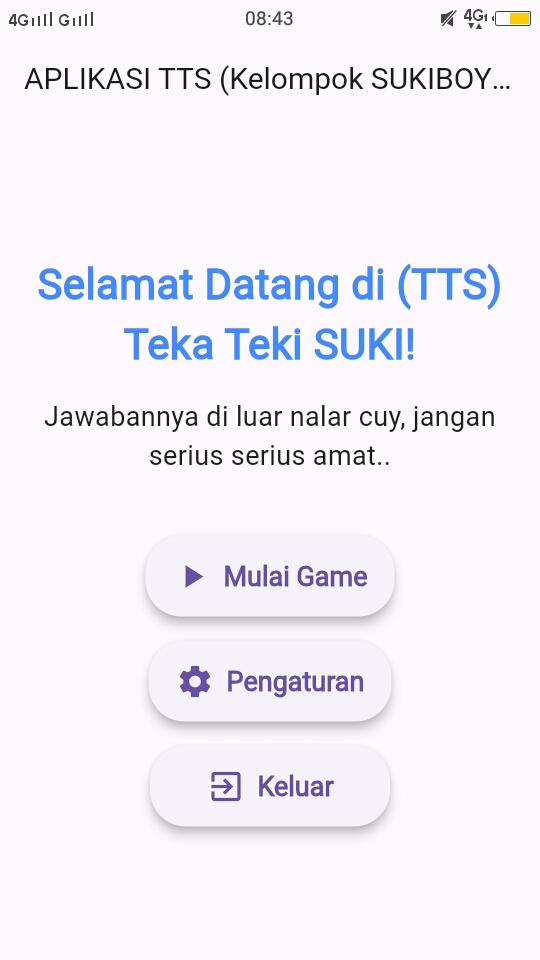 4G G 08:43 4G
APLIKASI TTS (Kelompok SUKIBOY...
Selamat Datang di (TTS)
Teka Teki SUKI!
Jawabannya di luar nalar cuy, jangan
serius serius amat..
Mulai Game
Pengaturan
Keluar